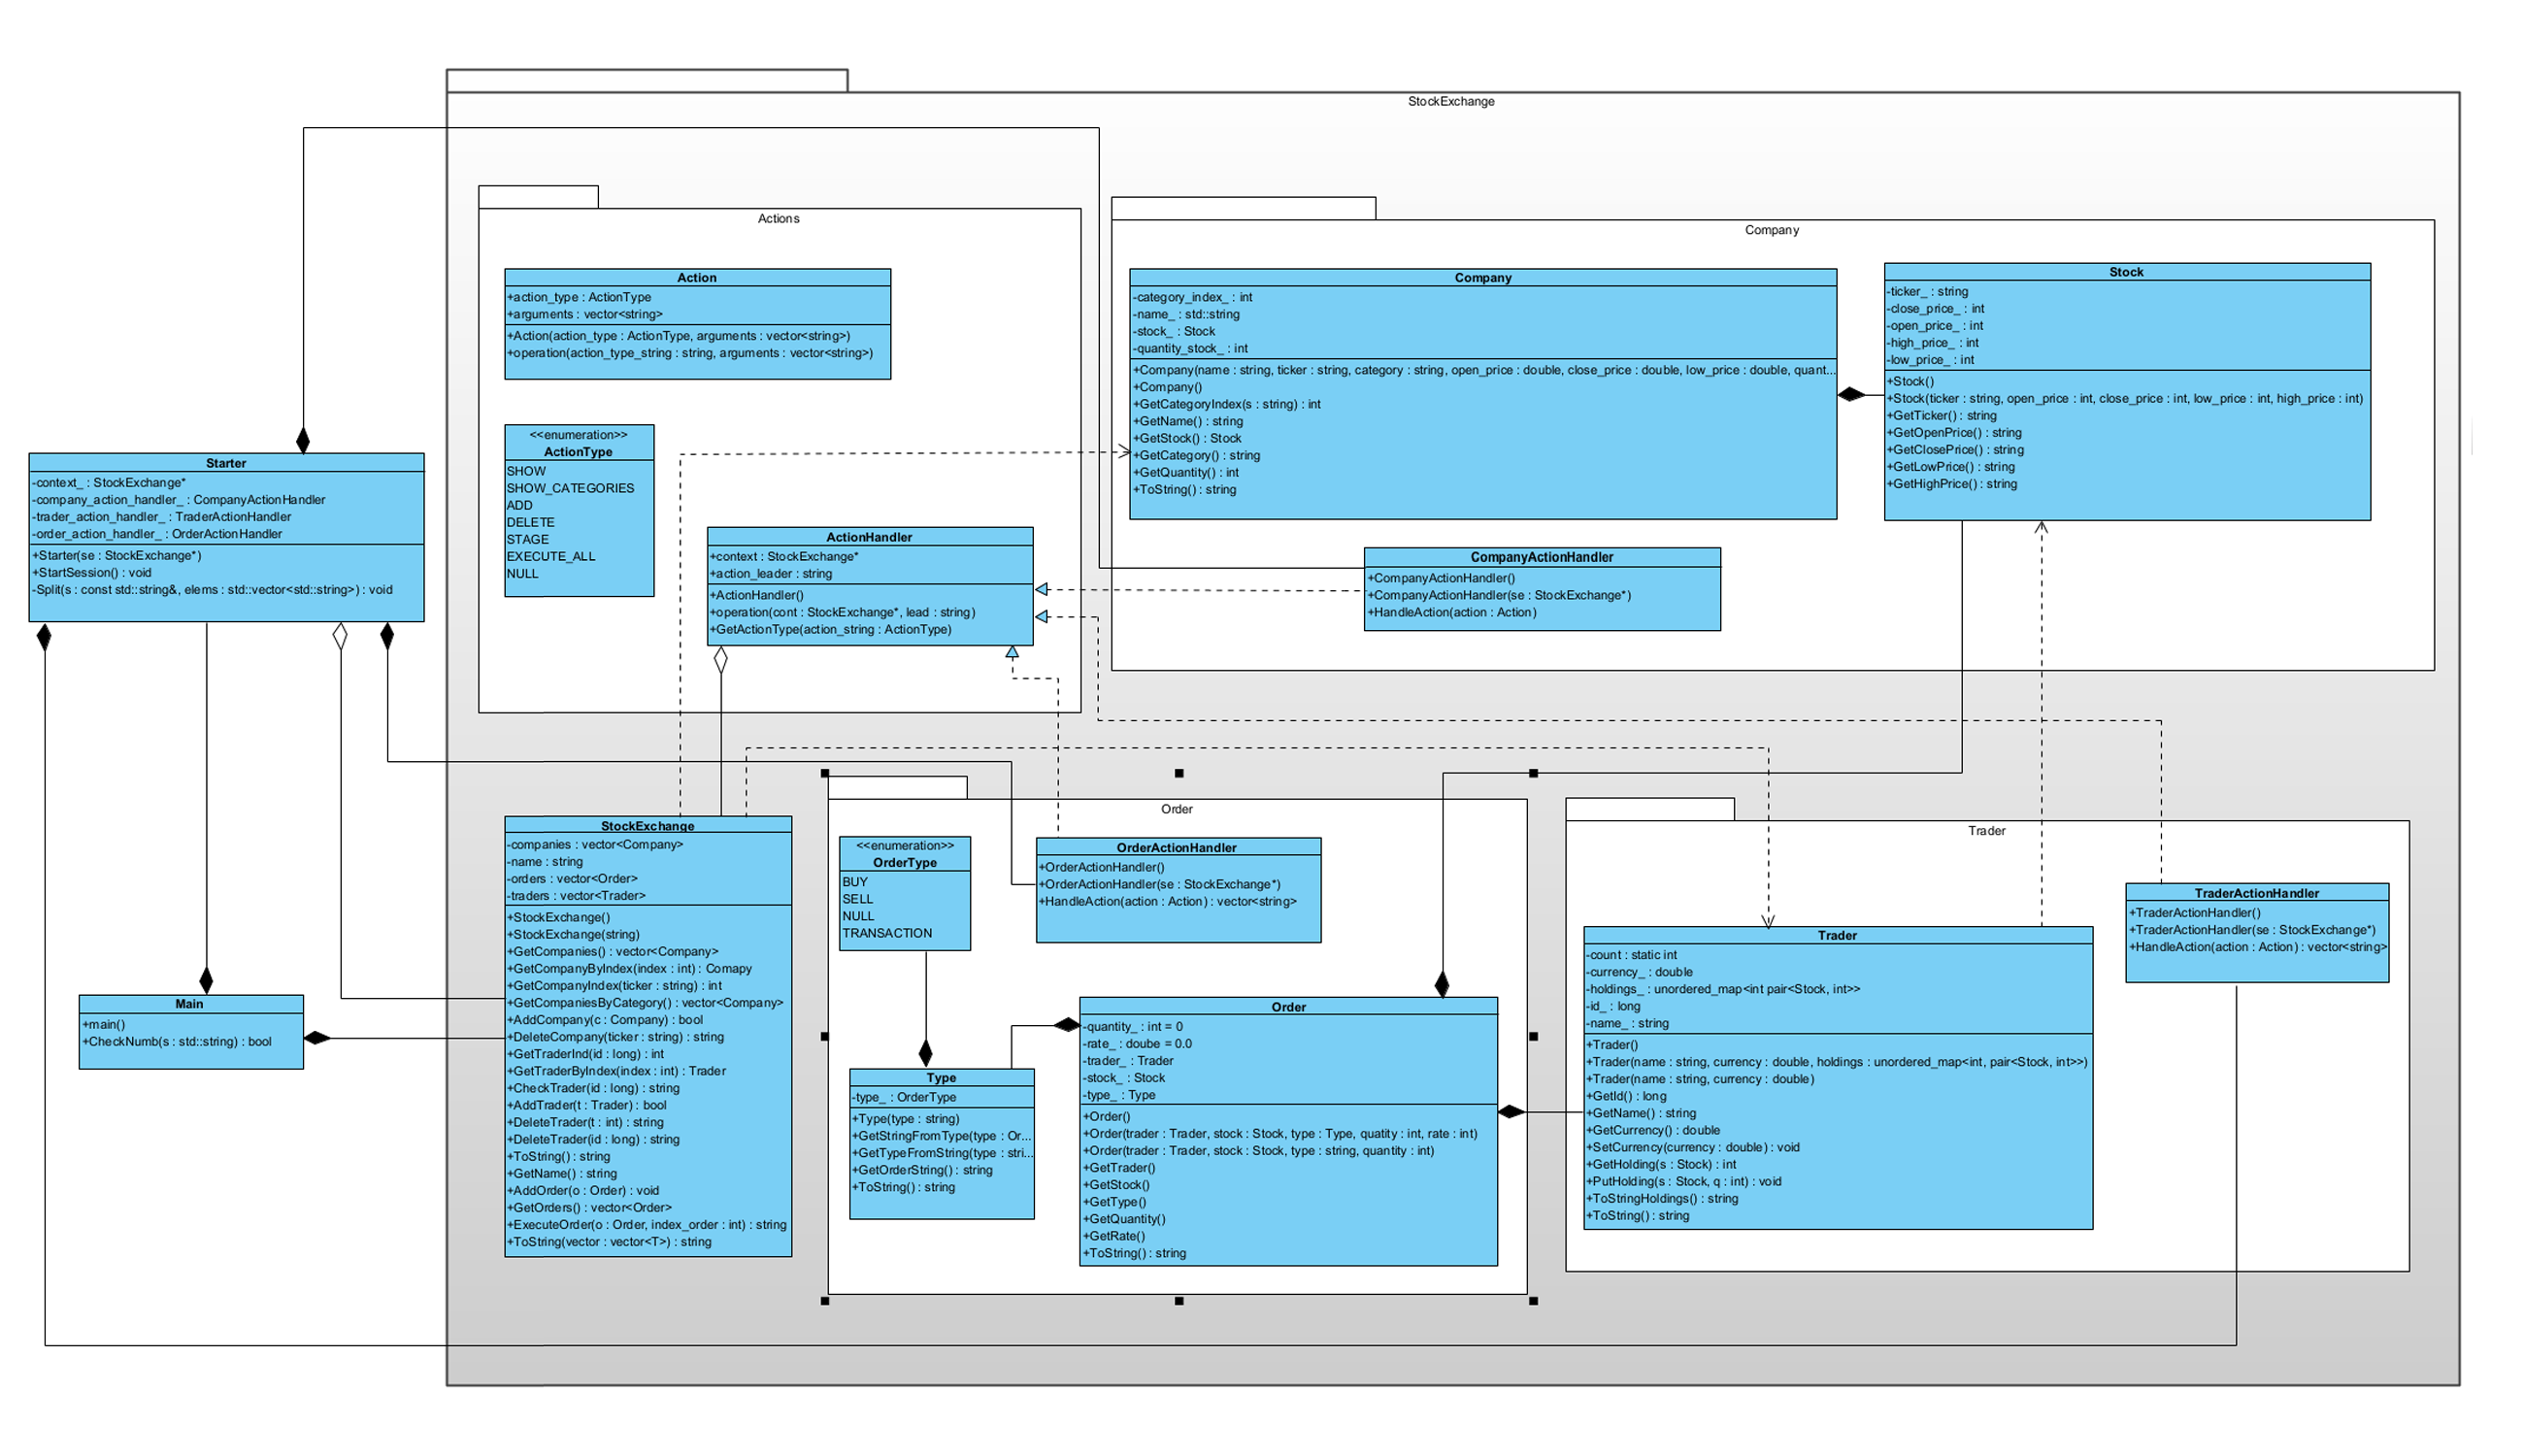 StockExchange
Actions
Action
+action_type : ActionType
+arguments : vector<string>
+Action(action_type : ActionType, arguments : vector<string>)
+operation(action_type_string : string, arguments : vector<string>)
<<enumeration>>
ActionType
SHOW
SHOW_CATEGORIES
ADD
DELETE
STAGE
EXECUTE_ALL
NULL
ActionHandler
+context : StockExchange*
+action_leader : string
+ActionHandler()
+operation(cont : StockExchange*, lead : string)
+GetActionType(action_string : ActionType)
Company
Company
-category_index_ : int
-name_ : std::string
-stock_ : Stock
-quantity_stock_ : int
+Company(name : string, ticker : string, category : string, open_price : double, close_price : double, low_price : double, quant...
+Company()
+GetCategoryIndex(s : string) : int
+GetName() : string
+GetStock() : Stock
+GetCategory() : string
+GetQuantity() : int
+ToString() : string
Stock
-ticker_ : string
-close_price_ : int
-open_price_ : int
-high_price_ : int
-low_price_ : int
+Stock()
+Stock(ticker : string, open_price : int, close_price : int, low_price : int, high_price : int)
+GetTicker() : string
+GetOpenPrice() : string
+GetClosePrice() : string
+GetLowPrice() : string
+GetHighPrice() : string
CompanyActionHandler
+CompanyActionHandler()
+CompanyActionHandler(se : StockExchange*)
+HandleAction(action : Action)
Starter
-context_ : StockExchange*
-company_action_handler_ : CompanyActionHandler
-trader_action_handler_ : TraderActionHandler
-order_action_handler_ : OrderActionHandler
+Starter(se : StockExchange*)
+StartSession() : void
-Split(s : const std::string&, elems : std::vector<std::string>) : void
Main
+main()
+CheckNumb(s : std::string) : bool
StockExchange
-companies : vector<Company>
-name : string
-orders : vector<Order>
-traders : vector<Trader>
+StockExchange()
+StockExchange(string)
+GetCompanies() : vector<Company>
+GetCompanyByIndex(index : int) : Comapy
+GetCompanyIndex(ticker : string) : int
+GetCompaniesByCategory() : vector<Company>
+AddCompany(c : Company) : bool
+DeleteCompany(ticker : string) : string
+GetTraderInd(id : long) : int
+GetTraderByIndex(index : int) : Trader
+CheckTrader(id : long) : string
+AddTrader(t : Trader) : bool
+DeleteTrader(t : int) : string
+DeleteTrader(id : long) : string
+ToString() : string
+GetName() : string
+AddOrder(o : Order) : void
+GetOrders() : vector<Order>
+ExecuteOrder(o : Order, index_order : int) : string
+ToString(vector : vector<T>) : string
Order
<<enumeration>>
OrderType
BUY
SELL
NULL
TRANSACTION
OrderActionHandler
+OrderActionHandler()
+OrderActionHandler(se : StockExchange*)
+HandleAction(action : Action) : vector<string>
Type
-type_ : OrderType
+Type(type : string)
+GetStringFromType(type : Or...
+GetTypeFromString(type : stri...
+GetOrderString() : string
+ToString() : string
Order
-quantity_ : int = 0
-rate_ : doube = 0.0
-trader_ : Trader
-stock_ : Stock
-type_ : Type
+Order()
+Order(trader : Trader, stock : Stock, type : Type, quatity : int, rate : int)
+Order(trader : Trader, stock : Stock, type : string, quantity : int)
+GetTrader()
+GetStock()
+GetType()
+GetQuantity()
+GetRate()
+ToString() : string
Trader
Trader
-count : static int
-currency_ : double
-holdings_ : unordered_map<int pair<Stock, int>>
-id_ : long
-name_ : string
+Trader()
+Trader(name : string, currency : double, holdings : unordered_map<int, pair<Stock, int>>)
+Trader(name : string, currency : double)
+GetId() : long
+GetName() : string
+GetCurrency() : double
+SetCurrency(currency : double) : void
+GetHolding(s : Stock) : int
+PutHolding(s : Stock, q : int) : void
+ToStringHoldings() : string
+ToString() : string
TraderActionHandler
+TraderActionHandler()
+TraderActionHandler(se : StockExchange*)
+HandleAction(action : Action) : vector<string>